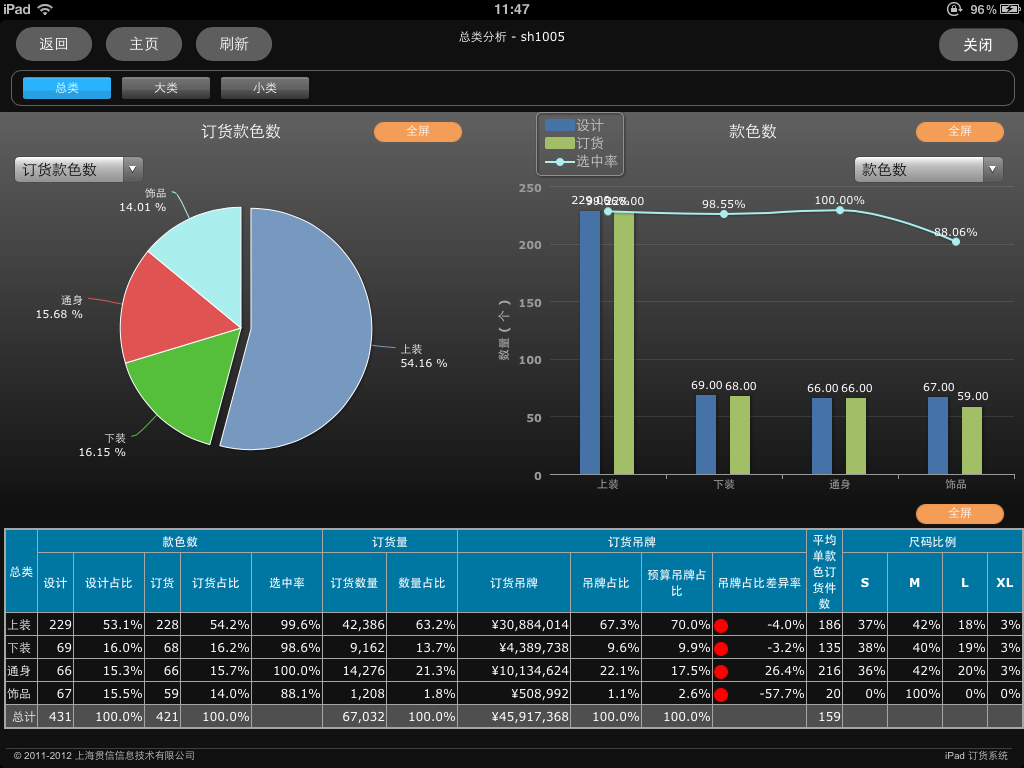 iPad 11:47 96%
返回 主页 刷新 总类分析 - sh1005 关闭
总类 大类 小类
订货款色数 全屏
订货款色数
饰品
14.01 %
通身
15.68 %
上装
54.16 %
下装
16.15 %
设计
订货
选中率
款色数 全屏
款色数
250
200
150
100
50
0
数量 ( 个 )
98.55% 100.00% 88.06%
69.00 68.00 66.00 66.00 67.00 59.00
上装 下装 通身 饰品
全屏
总类 款色数 订货量 订货吊牌 平均单款色订货件数 尺码比例
设计 设计占比 订货 订货占比 选中率 订货数量 数量占比 订货吊牌 吊牌占比 预算吊牌占比 吊牌占比差异率 S M L XL
上装 229 53.1% 228 54.2% 99.6% 42,386 63.2% ¥30,884,014 67.3% 70.0% -4.0% 186 37% 42% 18% 3%
下装 69 16.0% 68 16.2% 98.6% 9,162 13.7% ¥4,389,738 9.6% 9.9% -3.2% 135 38% 40% 19% 3%
通身 66 15.3% 66 15.7% 100.0% 14,276 21.3% ¥10,134,624 22.1% 17.5% 26.4% 216 36% 42% 20% 3%
饰品 67 15.5% 59 14.0% 88.1% 1,208 1.8% ¥508,992 1.1% 2.6% -57.7% 20 0% 100% 0% 0%
总计 431 100.0% 421 100.0% 67,032 100.0% ¥45,917,368 100.0% 100.0% 159
© 2011-2012 上海贯信信息技术有限公司 iPad 订货系统